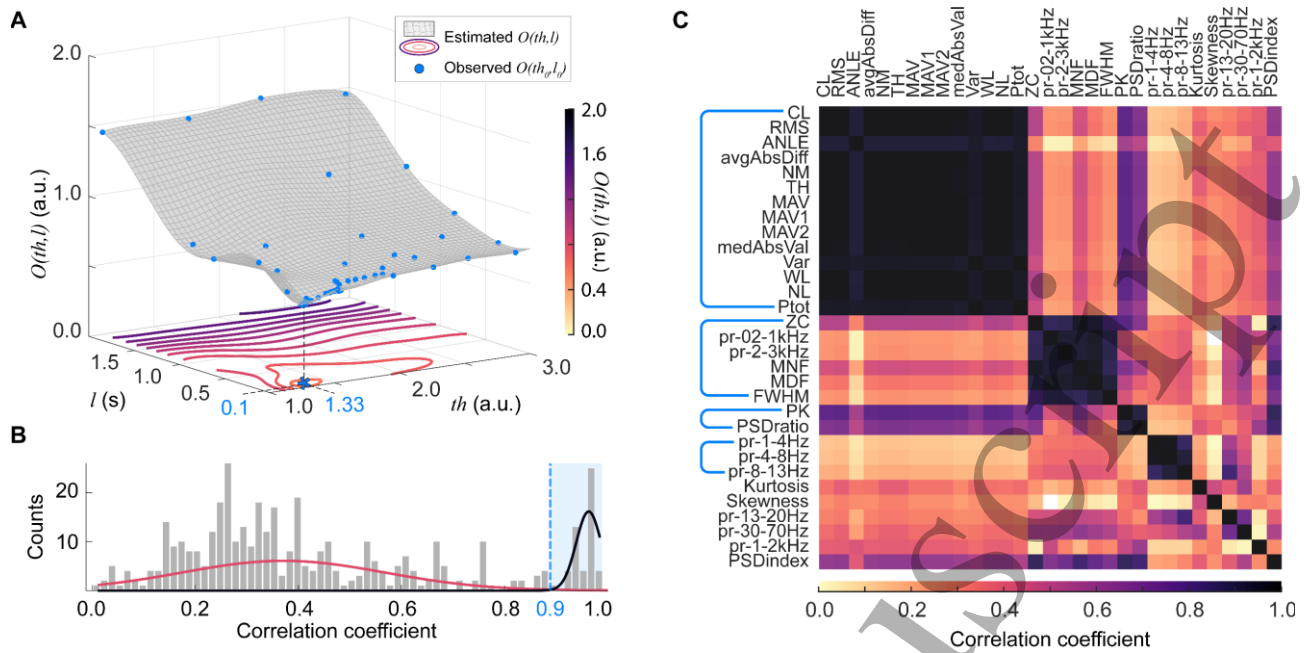 A
2.0
1.0
0.0
O(th,l) (a.u.)
1.5
1.0
0.5
l (s)
0.1
1.0
1.33
2.0
3.0
th (a.u.)
Estimated O(th,l)
Observed O(th₀,l₀)
2.0
1.6
1.2
0.8
0.4
0.0
O(th,l) (a.u.)
B
Counts
20
10
0.0 0.2 0.4 0.6 0.8 0.9 1.0
Correlation coefficient
C
CL
RMS
ANLE
avgAbsDiff
NM
TH
MAV
MAV1
MAV2
medAbsVal
Var
WL
NL
Ptot
ZC
pr-02-1kHz
pr-2-3kHz
MNF
MDF
FWHM
PK
PSDratio
pr-1-4Hz
pr-4-8Hz
pr-8-13Hz
Kurtosis
Skewness
pr-13-20Hz
pr-30-70Hz
pr-1-2kHz
PSDindex
CL
RMS
ANLE
avgAbsDiff
NM
TH
MAV
MAV1
MAV2
medAbsVal
Var
WL
NL
Ptot
ZC
pr-02-1kHz
pr-2-3kHz
MNF
MDF
FWHM
PK
PSDratio
pr-1-4Hz
pr-4-8Hz
pr-8-13Hz
Kurtosis
Skewness
pr-13-20Hz
pr-30-70Hz
pr-1-2kHz
PSDindex
0.0 0.2 0.4 0.6 0.8 1.0
Correlation coefficient
script